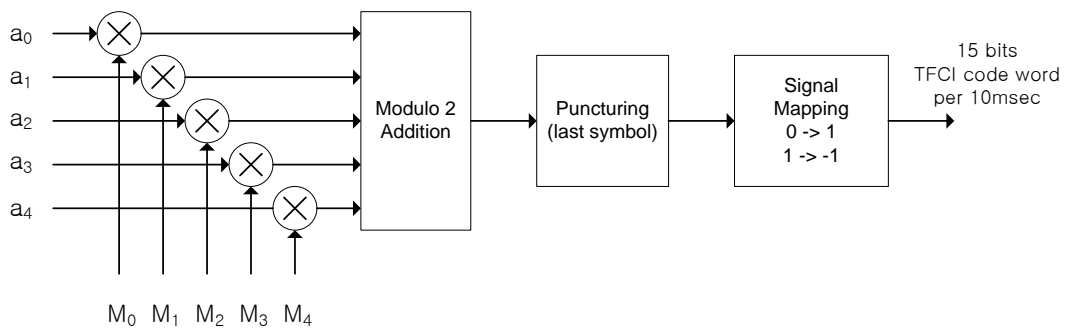 a0
a1
a2
a3
a4
M0 M1 M2 M3 M4
Modulo 2
Addition
Puncturing
(last symbol)
Signal
Mapping
0 -> 1
1 -> -1
15 bits
TFCI code word
per 10msec